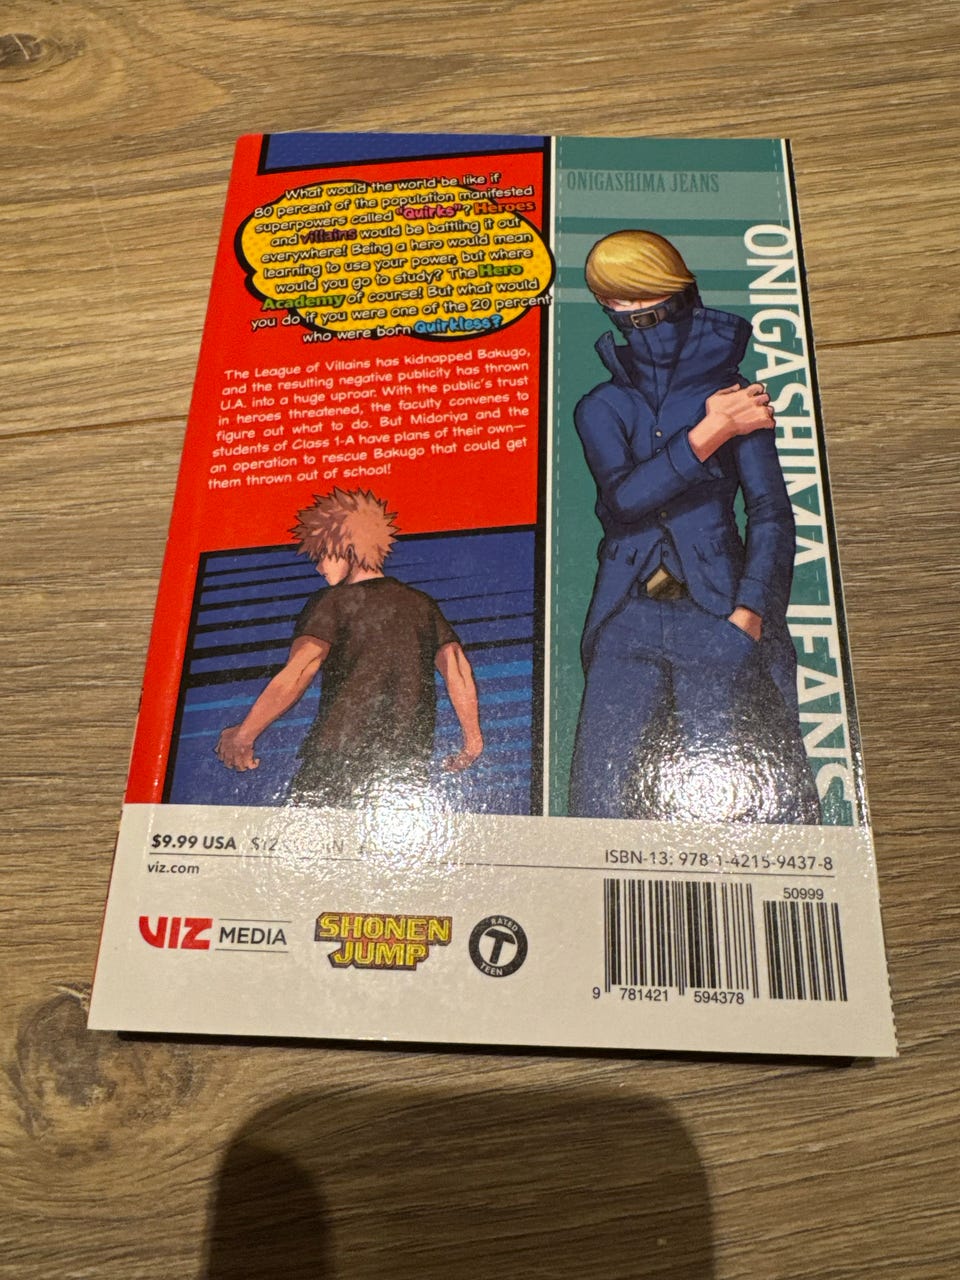 What would the world be like if
80 percent of the population manifested
superpowers called "Quirks"? Heroes
and villains would be battling it out
everywhere! Being a hero would mean
learning to use your power, but where
would you go to study? The Hero
Academy of course! But what would
you do if you were one of the 20 percent
who were born Quirkless?
The League of Villains has kidnapped Bakugo,
and the resulting negative publicity has thrown
U.A. into a huge uproar. With the public's trust
in heroes threatened, the faculty convenes to
figure out what to do. But Midoriya and the
students of Class 1-A have plans of their own—
an operation to rescue Bakugo that could get
them thrown out of school!
ONIGASHIMA JEANS
ONIGASHIMA JEANS
$9.99 USA
viz.com
VIZ MEDIA
SHONEN
JUMP
RATED
T
TEEN
ISBN-13: 978-1-4215-9437-8
50999
9 781421 594378